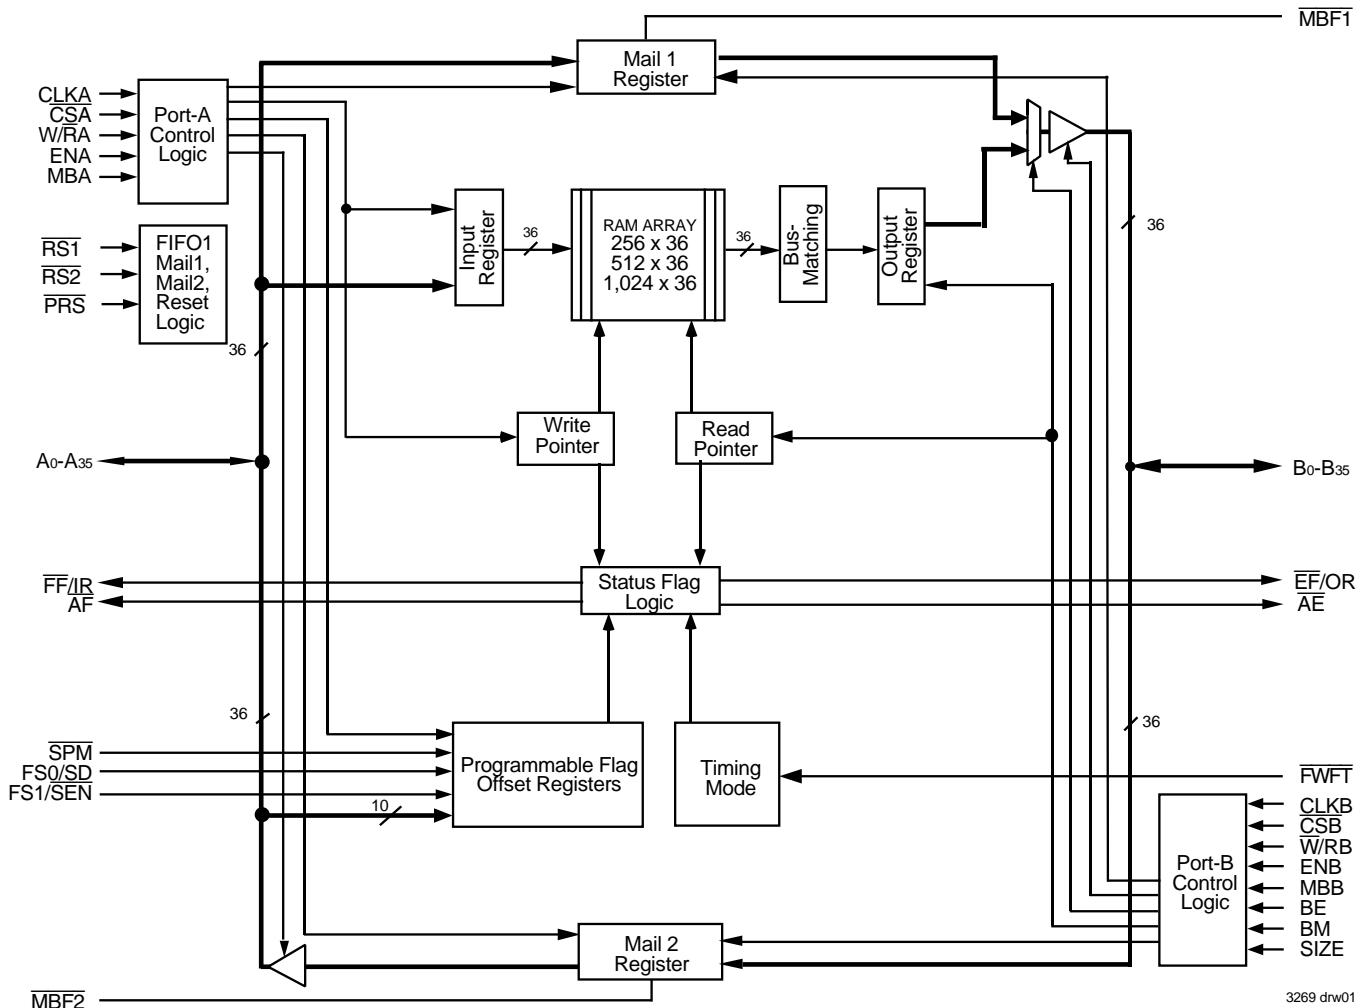 MBF1
Mail 1
Register
CLKA
CSA
W/RA
ENA
MBA
Port-A
Control
Logic
RS1
RS2
PRS
FIFO1
Mail1,
Mail2,
Reset
Logic
36
Input
Register
36
RAM ARRAY
256 x 36
512 x 36
1,024 x 36
36
Bus-
Matching
Output
Register
36
Write
Pointer
Read
Pointer
A0-A35
B0-B35
FF/IR
AF
Status Flag
Logic
EF/OR
AE
36
36
SPM
FS0/SD
FS1/SEN
10
Programmable Flag
Offset Registers
Timing
Mode
FWFT
Port-B
Control
Logic
CLKB
CSB
W/RB
ENB
MBB
BE
BM
SIZE
Mail 2
Register
MBF2
3269 drw01